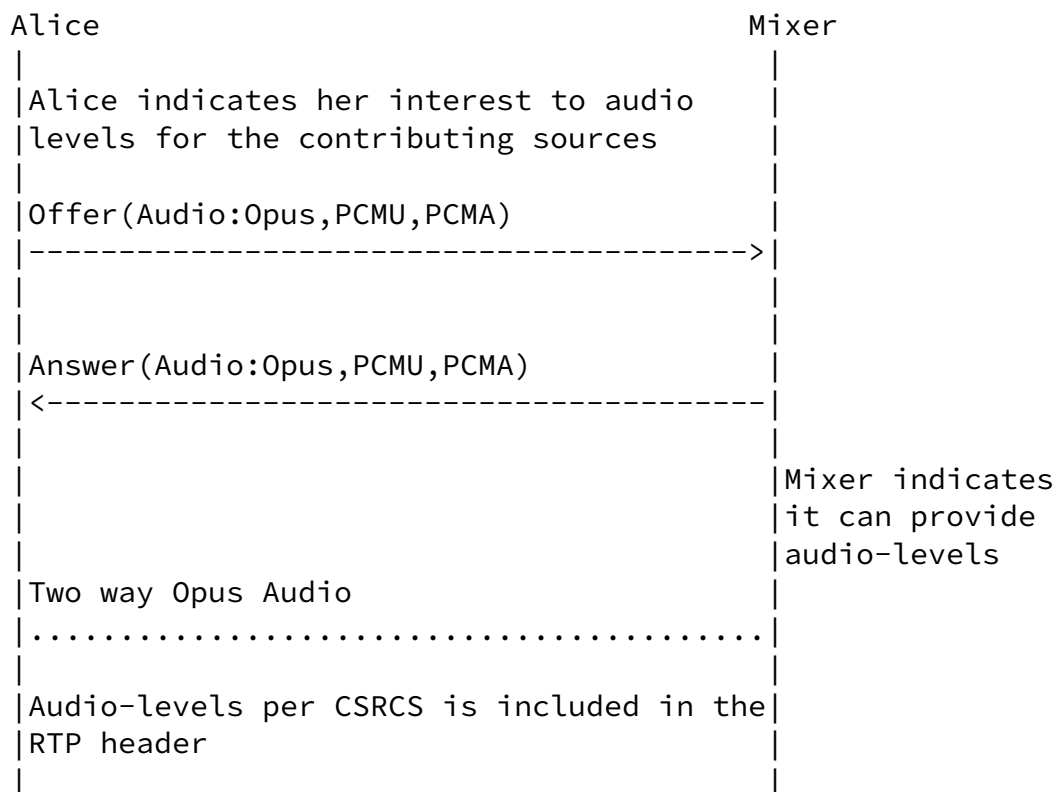 Alice Mixer
Alice indicates her interest to audio
levels for the contributing sources
Offer(Audio:Opus,PCMU,PCMA)
Answer(Audio:Opus,PCMU,PCMA)
Mixer indicates
it can provide
audio-levels
Two way Opus Audio
Audio-levels per CSRCS is included in the
RTP header